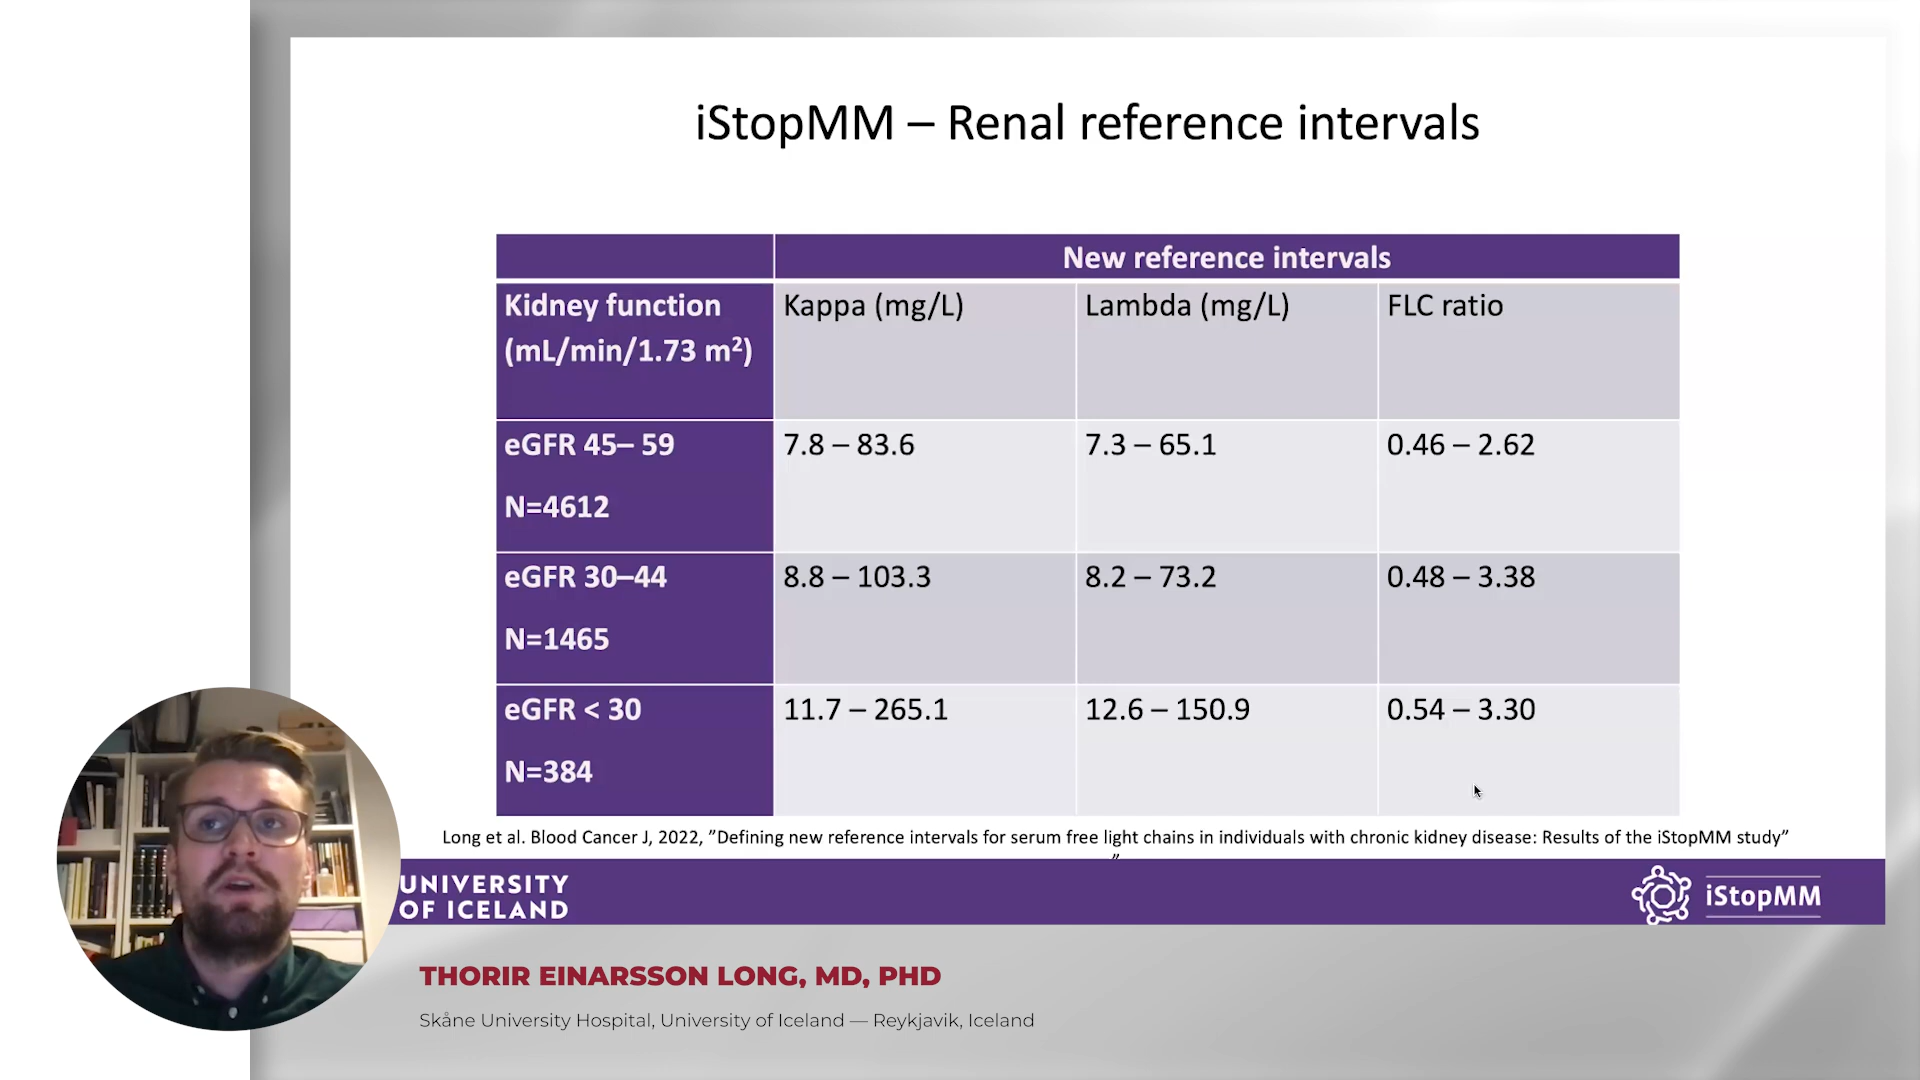 iStopMM – Renal reference intervals
New reference intervals
Kidney function
(mL/min/1.73 m²)
Kappa (mg/L)
Lambda (mg/L)
FLC ratio
eGFR 45– 59
N=4612
7.8 – 83.6
7.3 – 65.1
0.46 – 2.62
eGFR 30–44
N=1465
8.8 – 103.3
8.2 – 73.2
0.48 – 3.38
eGFR < 30
N=384
11.7 – 265.1
12.6 – 150.9
0.54 – 3.30
Long et al. Blood Cancer J, 2022, ”Defining new reference intervals for serum free light chains in individuals with chronic kidney disease: Results of the iStopMM study”
”
UNIVERSITY
OF ICELAND
iStopMM
THORIR EINARSSON LONG, MD, PHD
Skåne University Hospital, University of Iceland — Reykjavik, Iceland